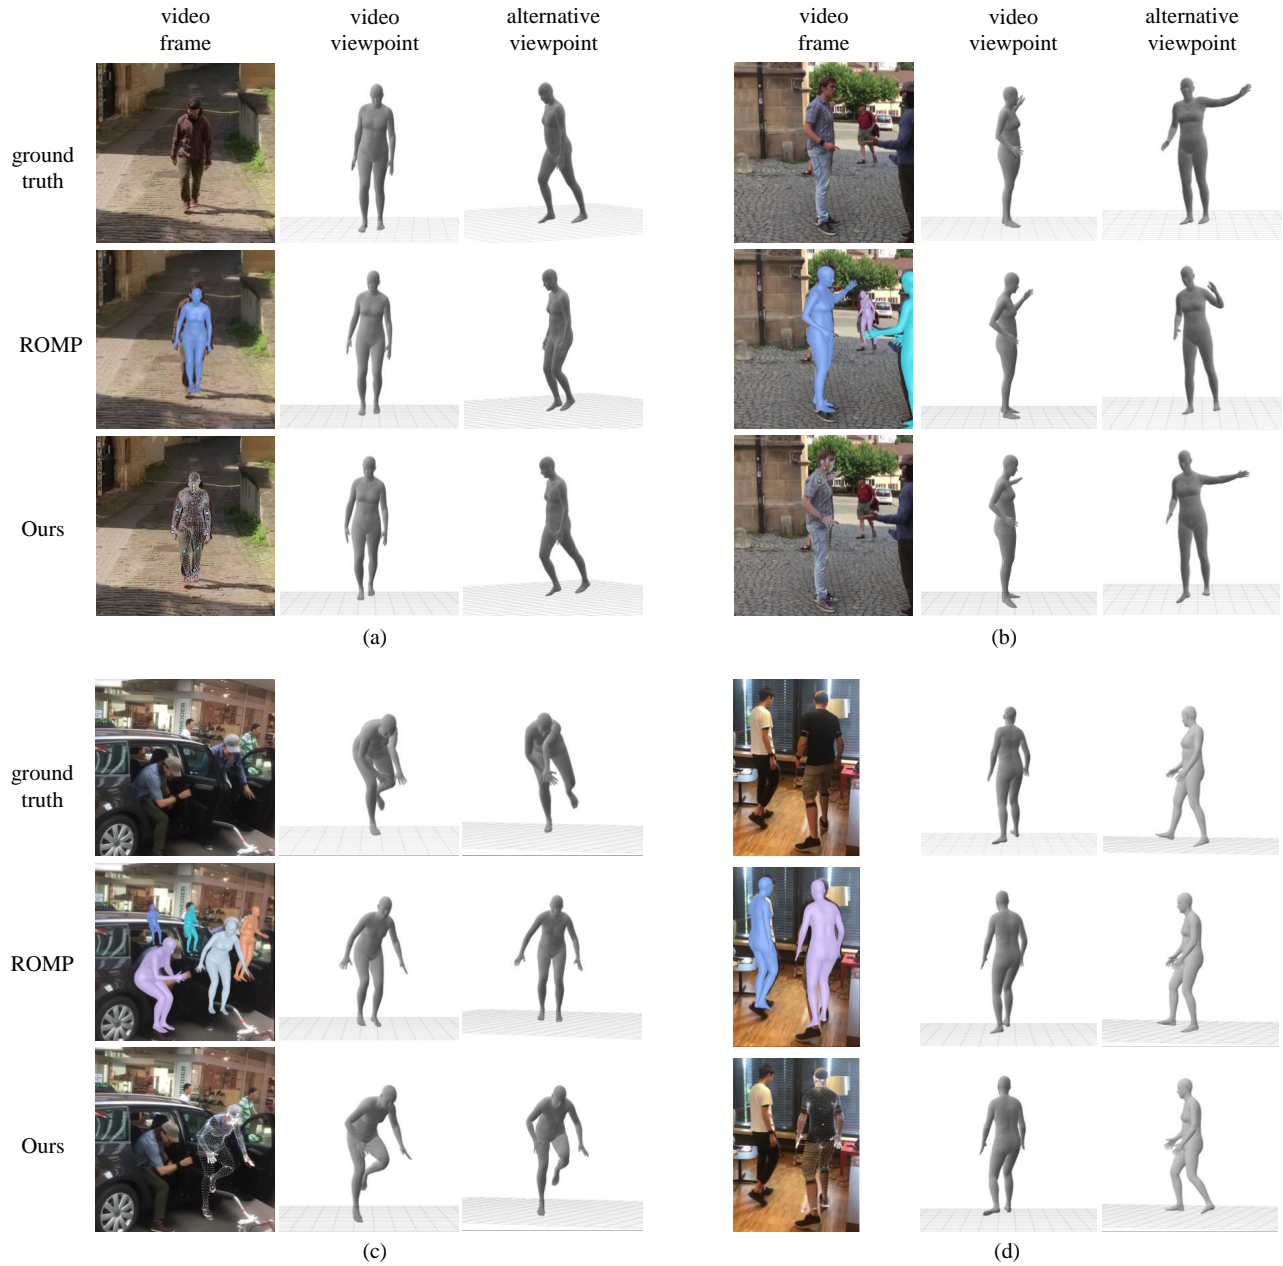 video frame
video viewpoint
alternative viewpoint
video frame
video viewpoint
alternative viewpoint
ground truth
ROMP
Ours
(a)
(b)
ground truth
ROMP
Ours
(c)
(d)